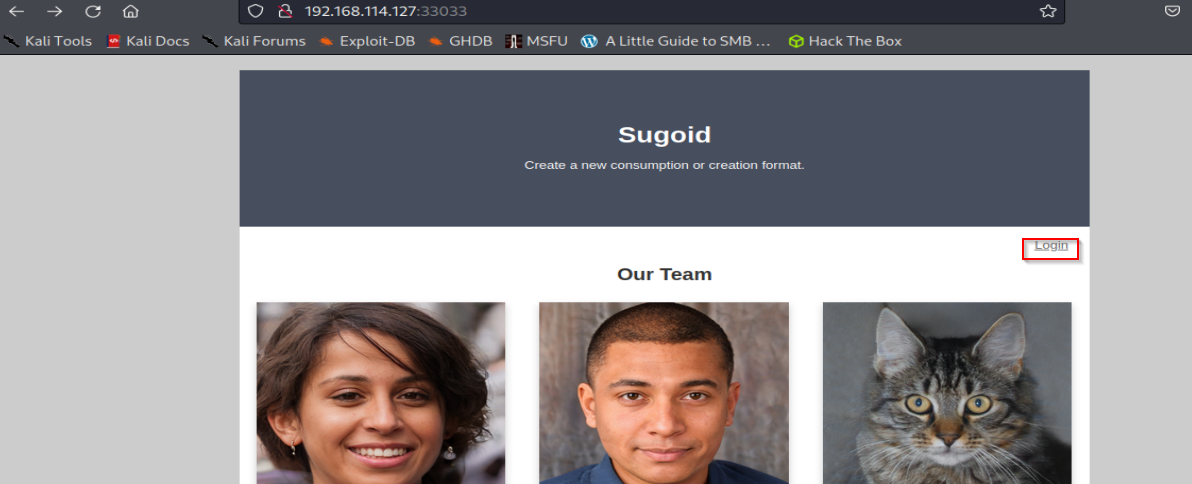 192.168.114.127:33033
Kali Tools Kali Docs Kali Forums Exploit-DB GHDB MSFU A Little Guide to SMB ... Hack The Box
Sugoid
Create a new consumption or creation format.
Login
Our Team